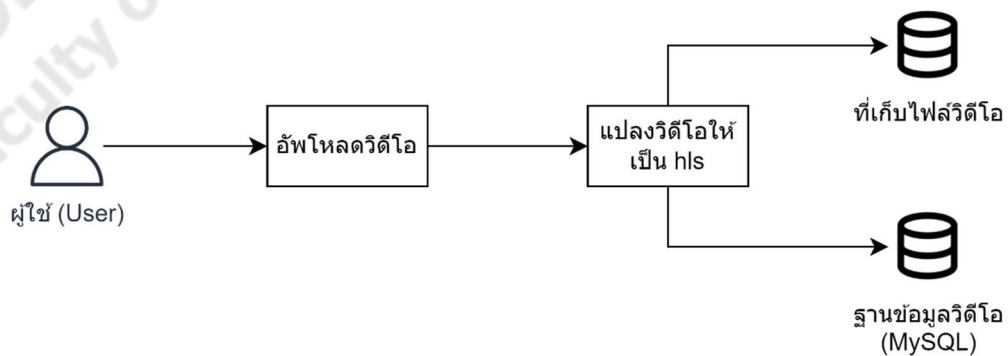 ผู้ใช้ (User)
อัพโหลดวิดีโอ
แปลงวิดีโอให้
เป็น hls
ที่เก็บไฟล์วิดีโอ
ฐานข้อมูลวิดีโอ
(MySQL)